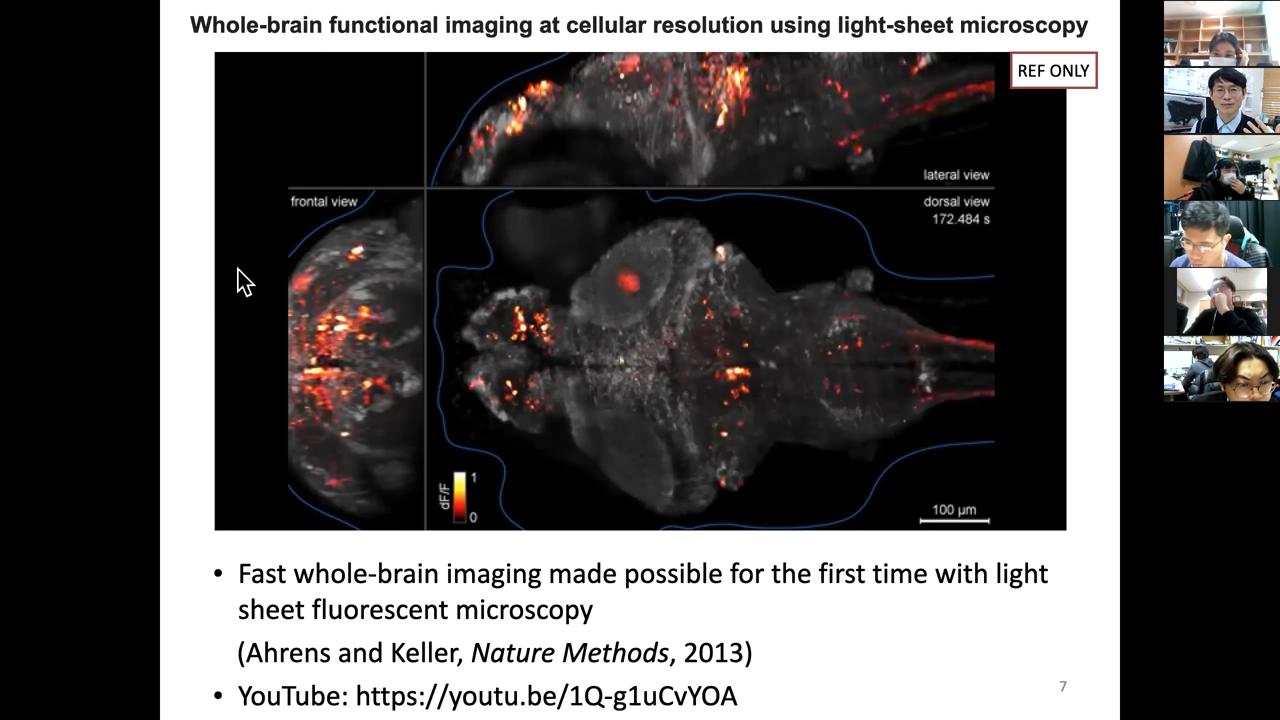 Whole-brain functional imaging at cellular resolution using light-sheet microscopy
REF ONLY
lateral view
frontal view
dorsal view
172.484 s
dF/F
1
0
100 µm
• Fast whole-brain imaging made possible for the first time with light
sheet fluorescent microscopy
(Ahrens and Keller, Nature Methods, 2013)
• YouTube: https://youtu.be/1Q-g1uCvYOA
7